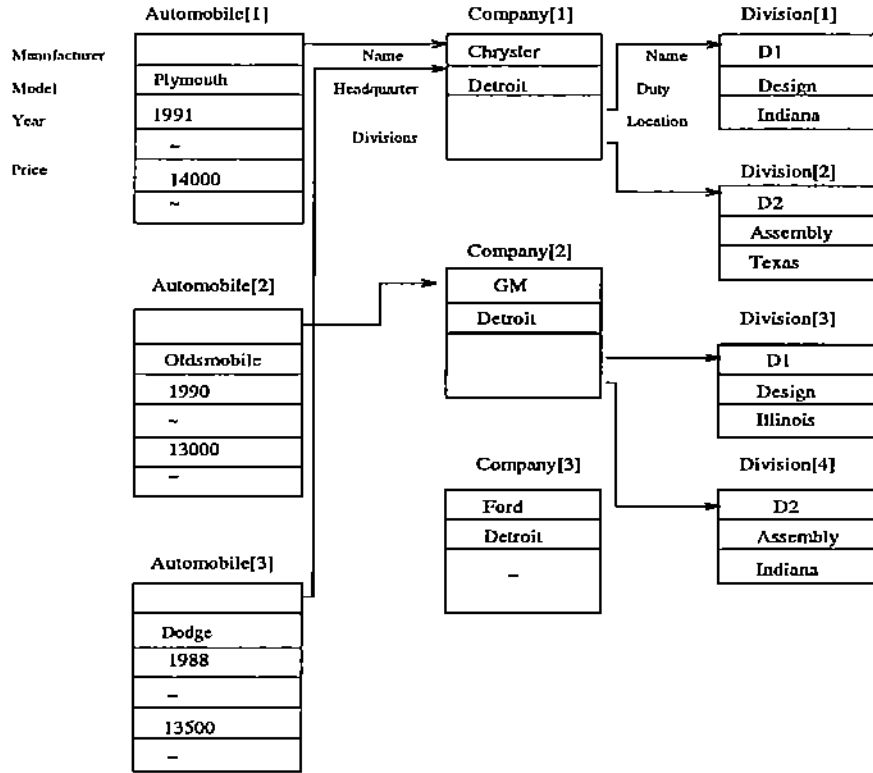 Automobile[1]
Company[1]
Division[1]
Manufacturer
Model
Year
Price
Plymouth
1991
~
14000
~
Name
Headquarter
Divisions
Chrysler
Detroit
Name
Duty
Location
D1
Design
Indiana
Division[2]
D2
Assembly
Texas
Automobile[2]
Oldsmobile
1990
~
13000
–
Company[2]
GM
Detroit
Division[3]
D1
Design
Illinois
Company[3]
Ford
Detroit
–
Division[4]
D2
Assembly
Indiana
Automobile[3]
Dodge
1988
–
13500
–